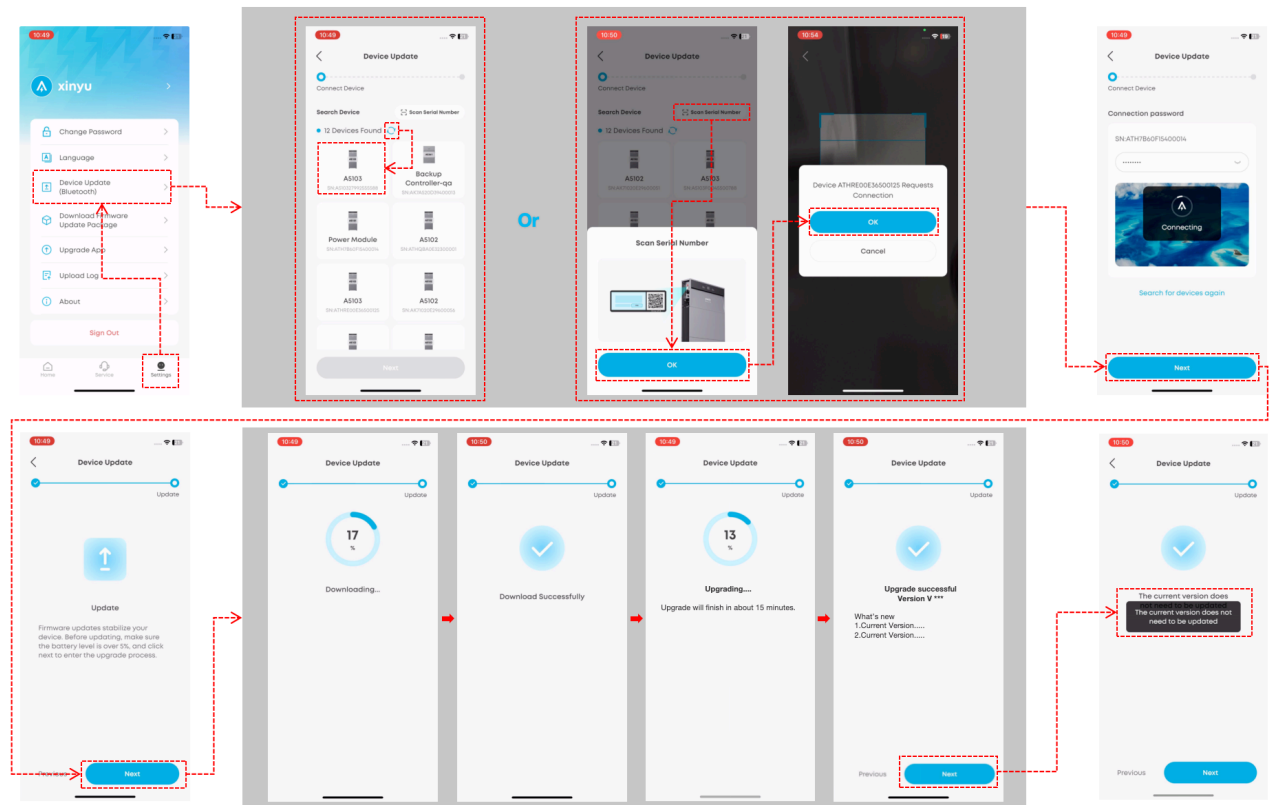 10:49
xinyu
Change Password
Language
Device Update
(Bluetooth)
Download Firmware
Update Package
Upgrade App
Upload Log
About
Sign Out
Home
Service
Settings
10:49
Device Update
Connect Device
Search Device
Scan Serial Number
12 Devices Found
A5103
Backup
Controller-qa
Power Module
A5102
A5103
A5102
Next
Or
10:50
Device Update
Connect Device
Search Device
Scan Serial Number
12 Devices Found
A5102
A5103
Scan Serial Number
OK
10:54
Device ATHRE00E36500125 Requests
Connection
OK
Cancel
10:49
Device Update
Connect Device
Connection password
SN:ATH7B60F15400014
........
Connecting
Search for devices again
Next
10:49
Device Update
Update
Update
Firmware updates stabilize your
device. Before updating, make sure
the battery level is over 5%, and click
next to enter the upgrade process.
Previous
Next
10:49
Device Update
Update
17
%
Downloading...
10:50
Device Update
Update
Download Successfully
10:49
Device Update
Update
13
%
Upgrading....
Upgrade will finish in about 15 minutes.
10:50
Device Update
Update
Upgrade successful
Version V ***
What's new
1.Current Version.....
2.Current Version.....
Previous
Next
10:50
Device Update
Update
The current version does
not need to be updated
The current version does not
need to be updated
Previous
Next